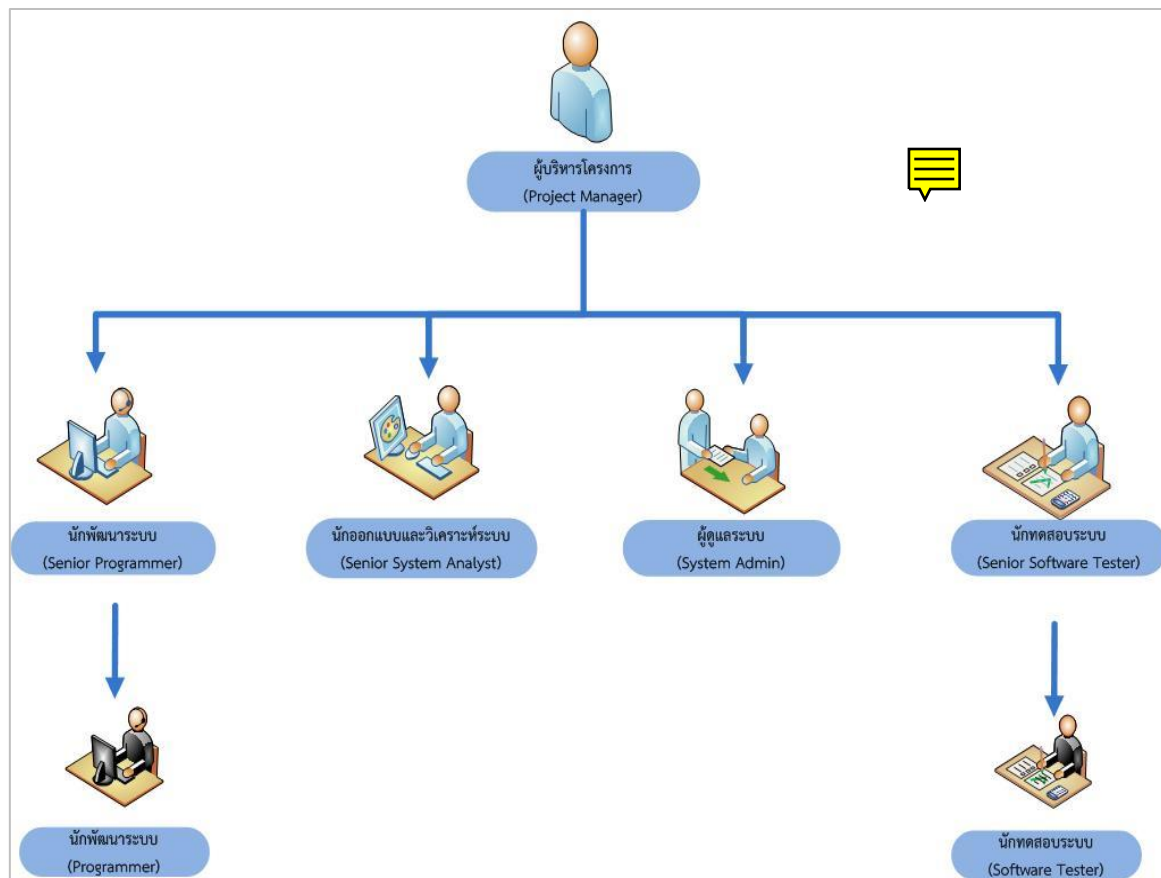 ผู้บริหารโครงการ
(Project Manager)
นักพัฒนาระบบ
(Senior Programmer)
นักออกแบบและวิเคราะห์ระบบ
(Senior System Analyst)
ผู้ดูแลระบบ
(System Admin)
นักทดสอบระบบ
(Senior Software Tester)
นักพัฒนาระบบ
(Programmer)
นักทดสอบระบบ
(Software Tester)